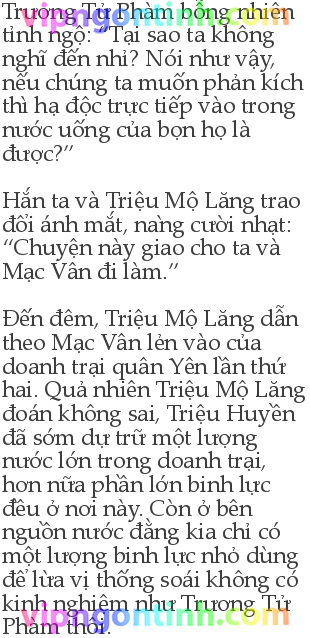 Trương Tử Phàm bỗng nhiên
tỉnh ngộ: “Tại sao ta không
nghĩ đến nhỉ? Nói như vậy,
nếu chúng ta muốn phản kích
thì hạ độc trực tiếp vào trong
nước uống của bọn họ là
được?”
Hắn ta và Triệu Mộ Lăng trao
đổi ánh mắt, nàng cười nhạt:
“Chuyện này giao cho ta và
Mạc Vân đi làm.”
Đến đêm, Triệu Mộ Lăng dẫn
theo Mạc Vân lẻn vào của
doanh trại quân Yên lần thứ
hai. Quả nhiên Triệu Mộ Lăng
đoán không sai, Triệu Huyền
đã sớm dự trữ một lượng
nước lớn trong doanh trại,
hơn nữa phần lớn binh lực
đều ở nơi này. Còn ở bên
nguồn nước đằng kia chỉ có
một lượng binh lực nhỏ dùng
để lừa vị thống soái không có
kinh nghiệm như Trương Tử
Phàm thôi.
vipngontinh.com
vipngontinh.com